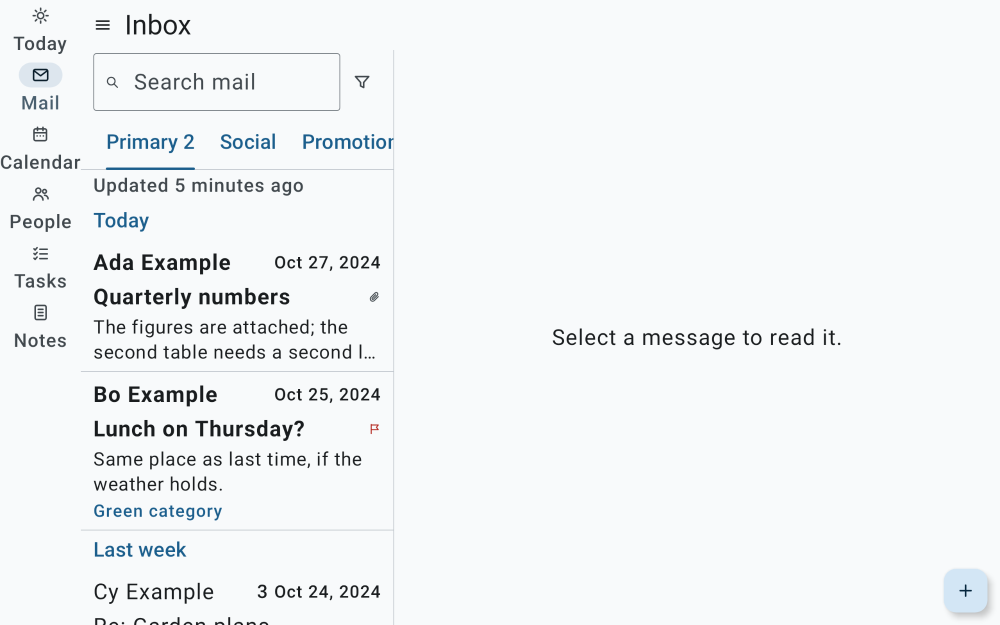 Today
Mail
Calendar
People
Tasks
Notes
Inbox
Search mail
Primary 2 Social Promotion
Updated 5 minutes ago
Today
Ada Example Oct 27, 2024
Quarterly numbers
The figures are attached; the
second table needs a second l…
Bo Example Oct 25, 2024
Lunch on Thursday?
Same place as last time, if the
weather holds.
Green category
Last week
Cy Example 3 Oct 24, 2024
Re: Garden plans
Select a message to read it.
+